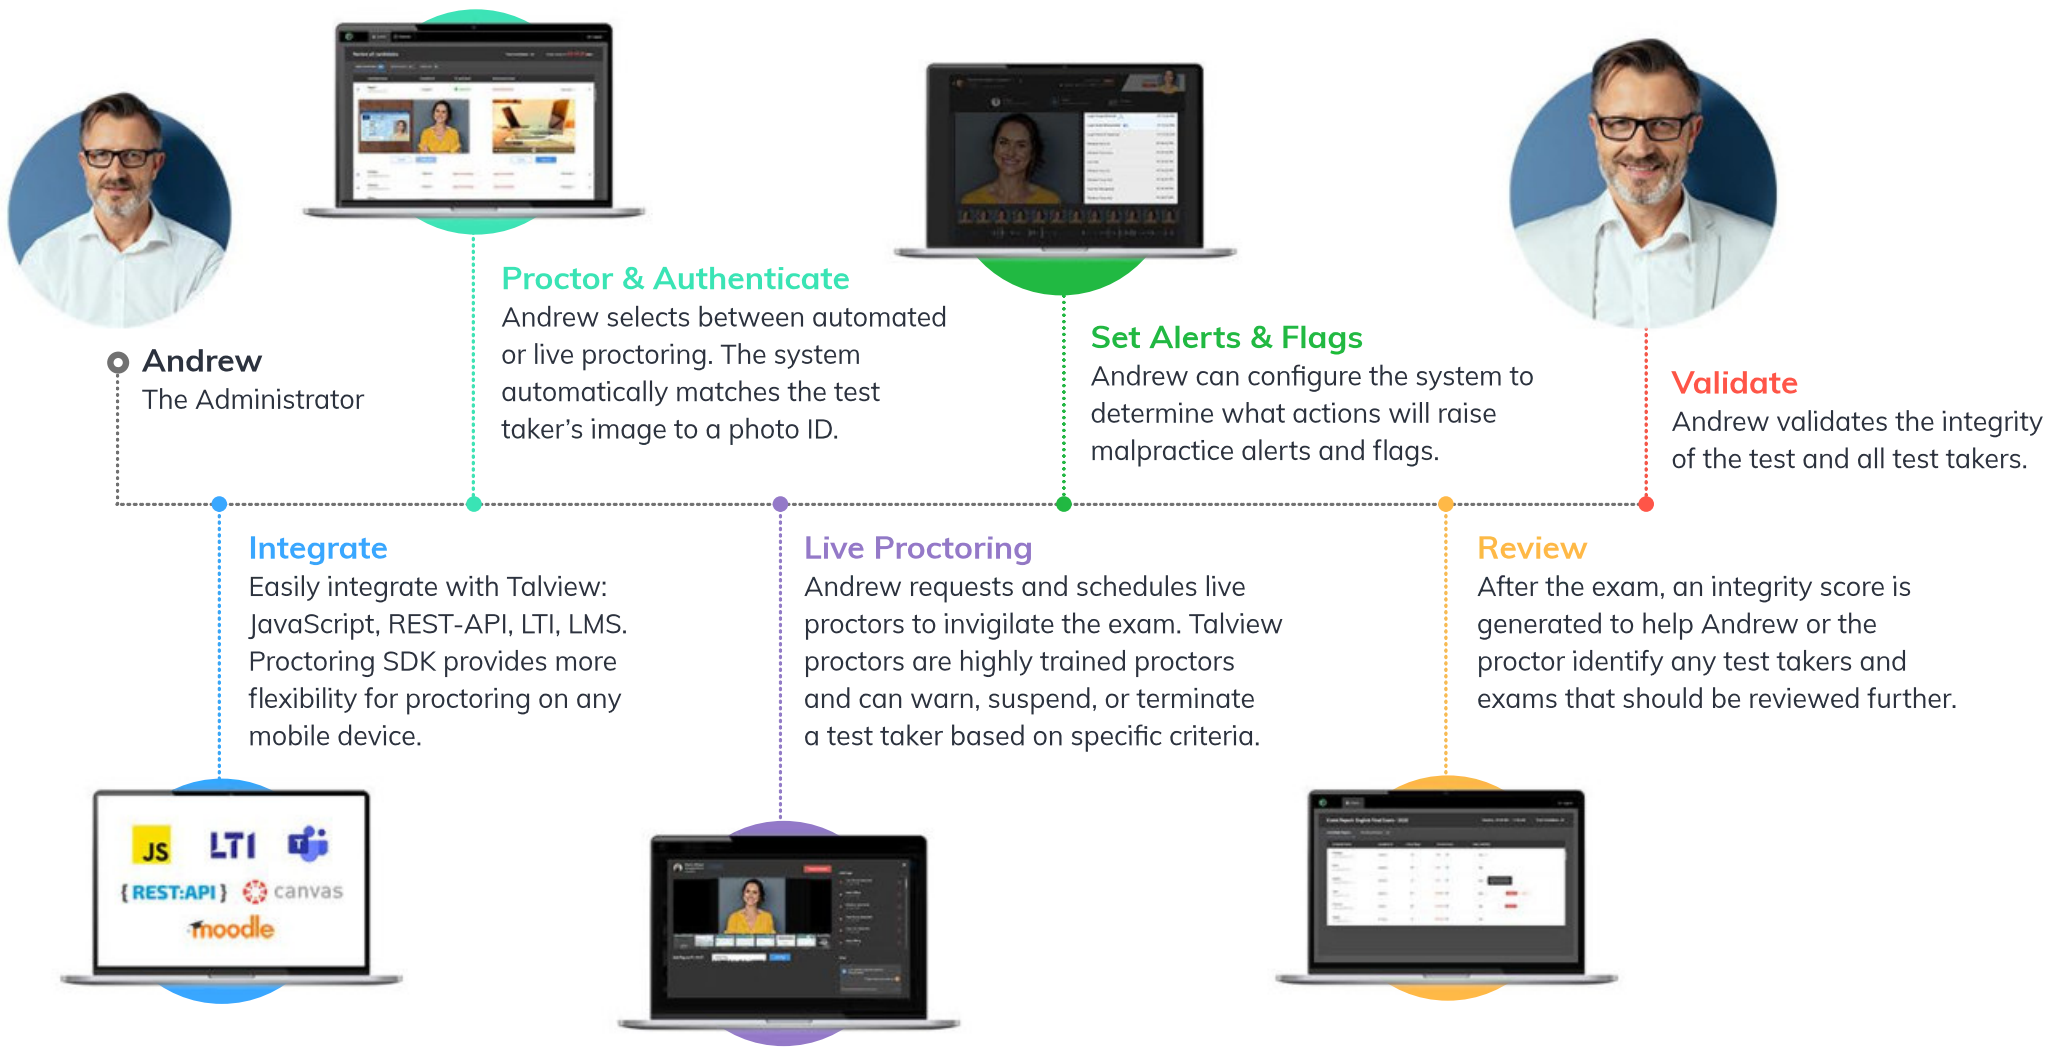 Andrew
The Administrator
Integrate
Easily integrate with Talview:
JavaScript, REST-API, LTI, LMS.
Proctoring SDK provides more
flexibility for proctoring on any
mobile device.
JS
LTI
T
{ REST:API }
canvas
moodle
Proctor & Authenticate
Andrew selects between automated
or live proctoring. The system
automatically matches the test
taker’s image to a photo ID.
Live Proctoring
Andrew requests and schedules live
proctors to invigilate the exam. Talview
proctors are highly trained proctors
and can warn, suspend, or terminate
a test taker based on specific criteria.
Set Alerts & Flags
Andrew can configure the system to
determine what actions will raise
malpractice alerts and flags.
Review
After the exam, an integrity score is
generated to help Andrew or the
proctor identify any test takers and
exams that should be reviewed further.
Validate
Andrew validates the integrity
of the test and all test takers.